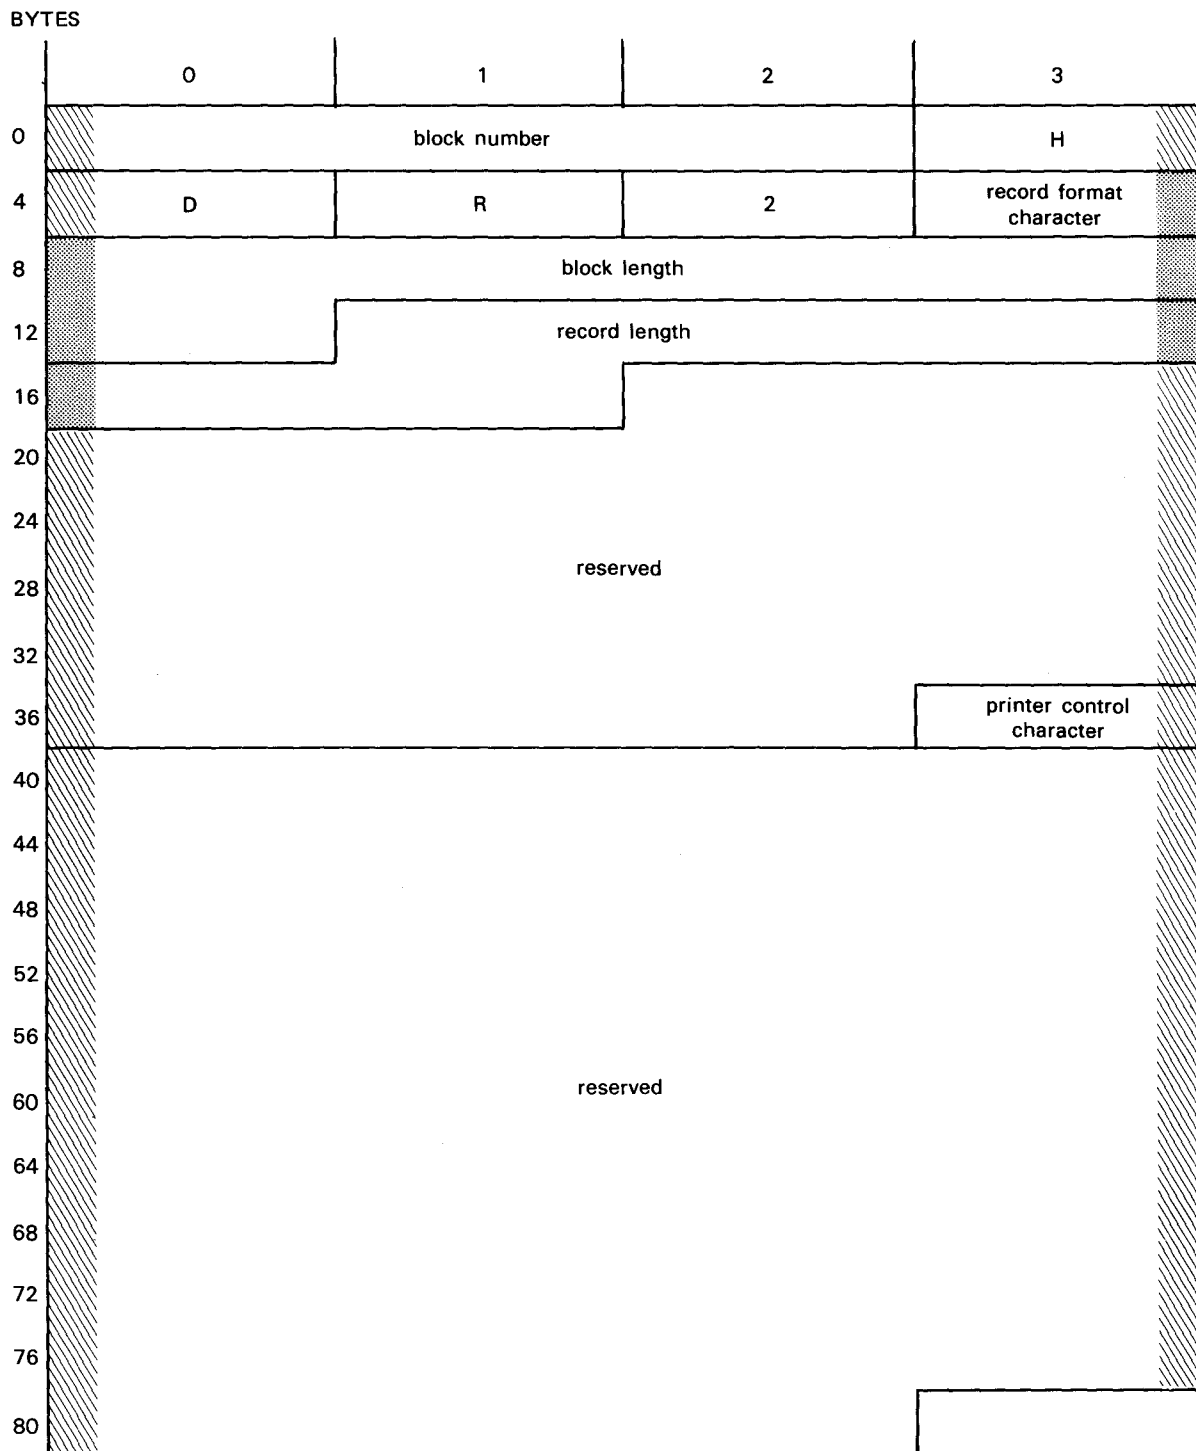 BYTES
0 1 2 3
0 block number H
4 D R 2 record format
character
8 block length
12 record length
16
20
24
28 reserved
32
36 printer control
character
40
44
48
52
56
60 reserved
64
68
72
76
80